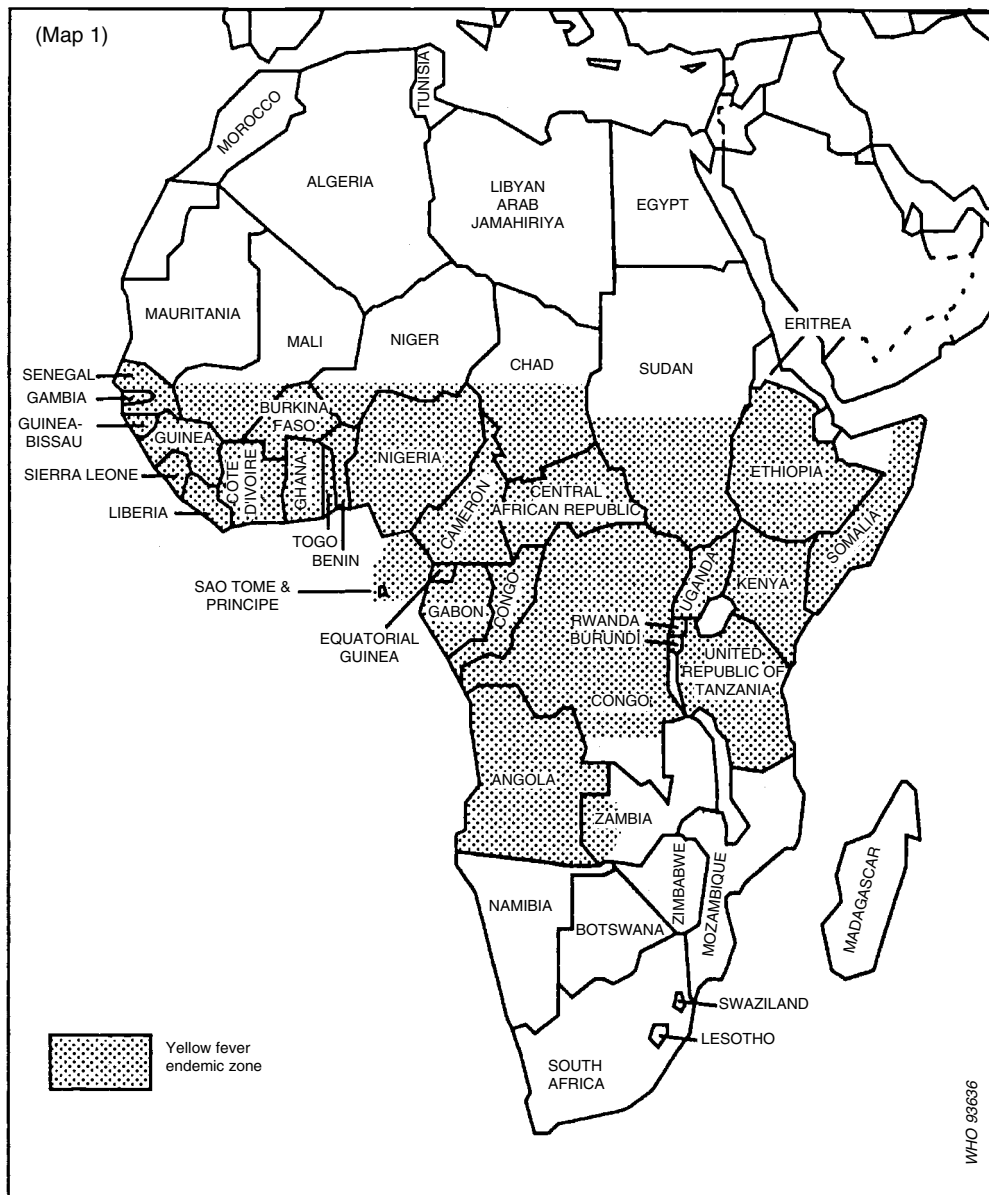 (Map 1)
TUNISIA
MOROCCO
ALGERIA
LIBYAN
ARAB
JAMAHIRIYA
EGYPT
MAURITANIA
MALI
NIGER
CHAD
SUDAN
ERITREA
SENEGAL
GAMBIA
GUINEA-
BISSAU
GUINEA
BURKINA
FASO
NIGERIA
ETHIOPIA
SIERRA LEONE
CÔTE
D'IVOIRE
GHANA
LIBERIA
TOGO
BENIN
CAMERON
CENTRAL
AFRICAN REPUBLIC
SOMALIA
SAO TOME &
PRINCIPE
EQUATORIAL
GUINEA
GABON
CONGO
UGANDA
KENYA
RWANDA
BURUNDI
UNITED
REPUBLIC OF
TANZANIA
CONGO
ANGOLA
ZAMBIA
NAMIBIA
BOTSWANA
ZIMBABWE
MOZAMBIQUE
MADAGASCAR
SWAZILAND
LESOTHO
SOUTH
AFRICA
Yellow fever
endemic zone
WHO 93636